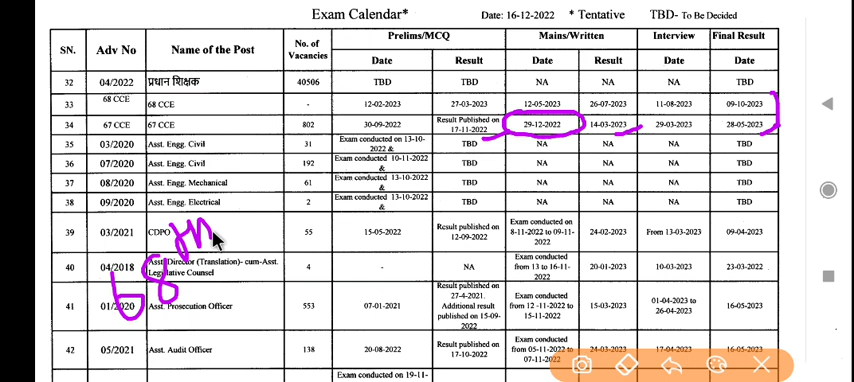 Exam Calendar* Date: 16-12-2022 * Tentative TBD- To Be Decided
SN. Adv No Name of the Post No. of Vacancies Prelims/MCQ Mains/Written Interview Final Result
Date Result Date Result Date Date
32 04/2022 प्रधान शिक्षक 40506 TBD TBD NA NA NA TBD
33 68 CCE 68 CCE - 12-02-2023 27-03-2023 12-05-2023 26-07-2023 11-08-2023 09-10-2023
34 67 CCE 67 CCE 802 30-09-2022 Result Published on 17-11-2022 29-12-2022 14-03-2023 29-03-2023 28-05-2023
35 03/2020 Asst. Engg. Civil 31 Exam conducted on 13-10-2022 & TBD NA NA NA TBD
36 07/2020 Asst. Engg. Civil 192 Exam conducted 10-11-2022 & TBD NA NA NA TBD
37 08/2020 Asst. Engg. Mechanical 61 Exam conducted 13-10-2022 & TBD NA NA NA TBD
38 09/2020 Asst. Engg. Electrical 2 Exam conducted 13-10-2022 & TBD NA NA NA TBD
39 03/2021 CDPO 55 15-05-2022 Result published on 12-09-2022 Exam conducted on 8-11-2022 to 09-11-2022 24-02-2023 From 13-03-2023 09-04-2023
40 04/2018 Asst. Director (Translation)- cum-Asst. Legislative Counsel 4 - NA Exam conducted from 13 to 16-11-2022 20-01-2023 10-03-2023 23-03-2022
41 01/2020 Asst. Prosecution Officer 553 07-01-2021 Result published on 27-4-2021. Additional result published on 15-09-2022 Exam conducted from 12 -11-2022 to 15-11-2022 15-03-2023 01-04-2023 to 26-04-2023 16-05-2023
42 05/2021 Asst. Audit Officer 138 20-08-2022 Result published on 17-10-2022 Exam conducted from 05-11-2022 to 07-11-2022 24-03-2023 17-04-2023 16-05-2023
Exam conducted on 19-11-
68